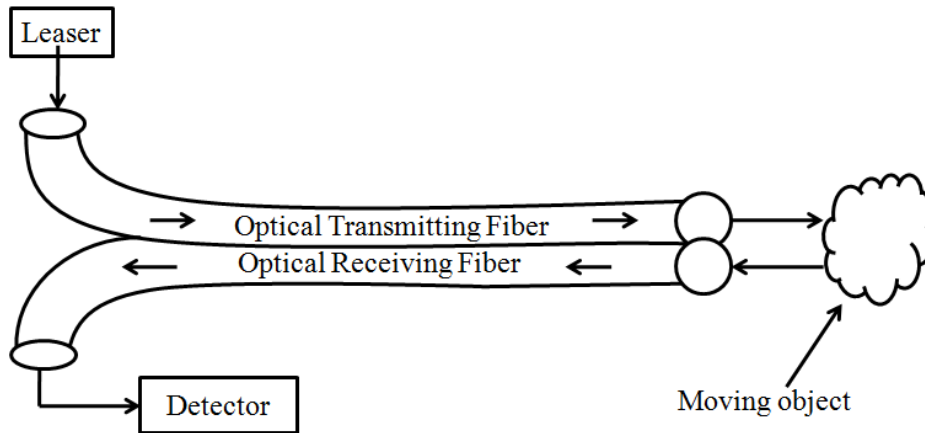 Leaser
Optical Transmitting Fiber
Optical Receiving Fiber
Detector
Moving object